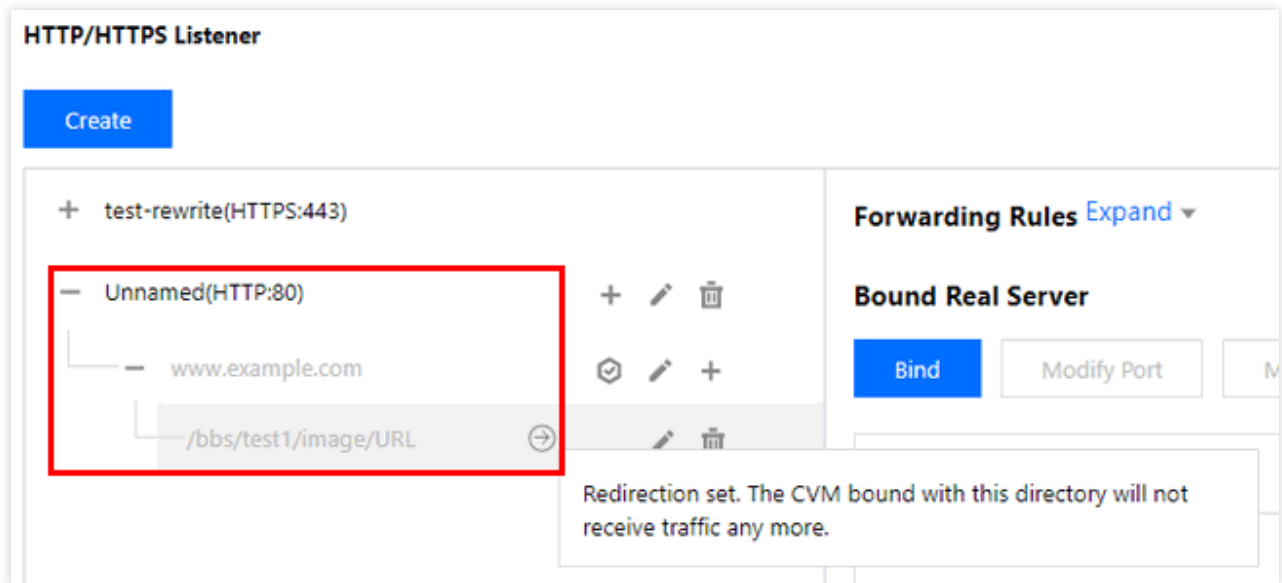 HTTP/HTTPS Listener
Create
test-rewrite(HTTPS:443)
Forwarding Rules Expand
Unnamed(HTTP:80)
Bound Real Server
www.example.com
Bind
Modify Port
M
/bbs/test1/image/URL
Redirection set. The CVM bound with this directory will not
receive traffic any more.